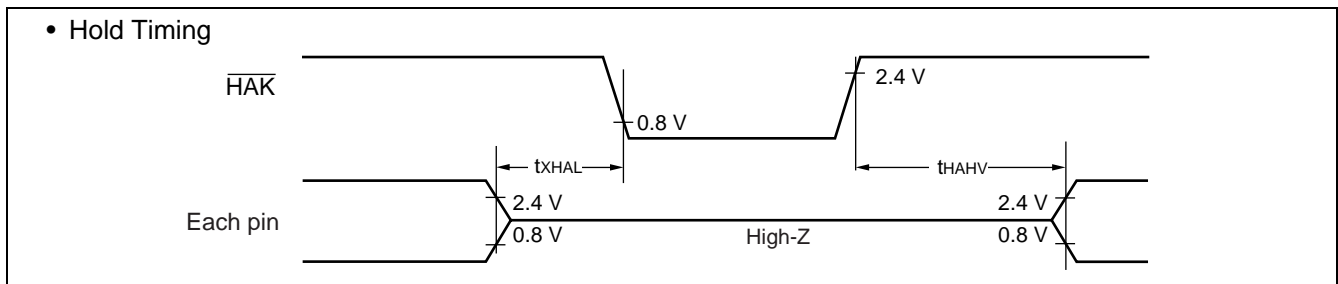 • Hold Timing
HAK
2.4 V
0.8 V
tXHAL
tHAHV
Each pin
2.4 V
2.4 V
0.8 V
High-Z
0.8 V